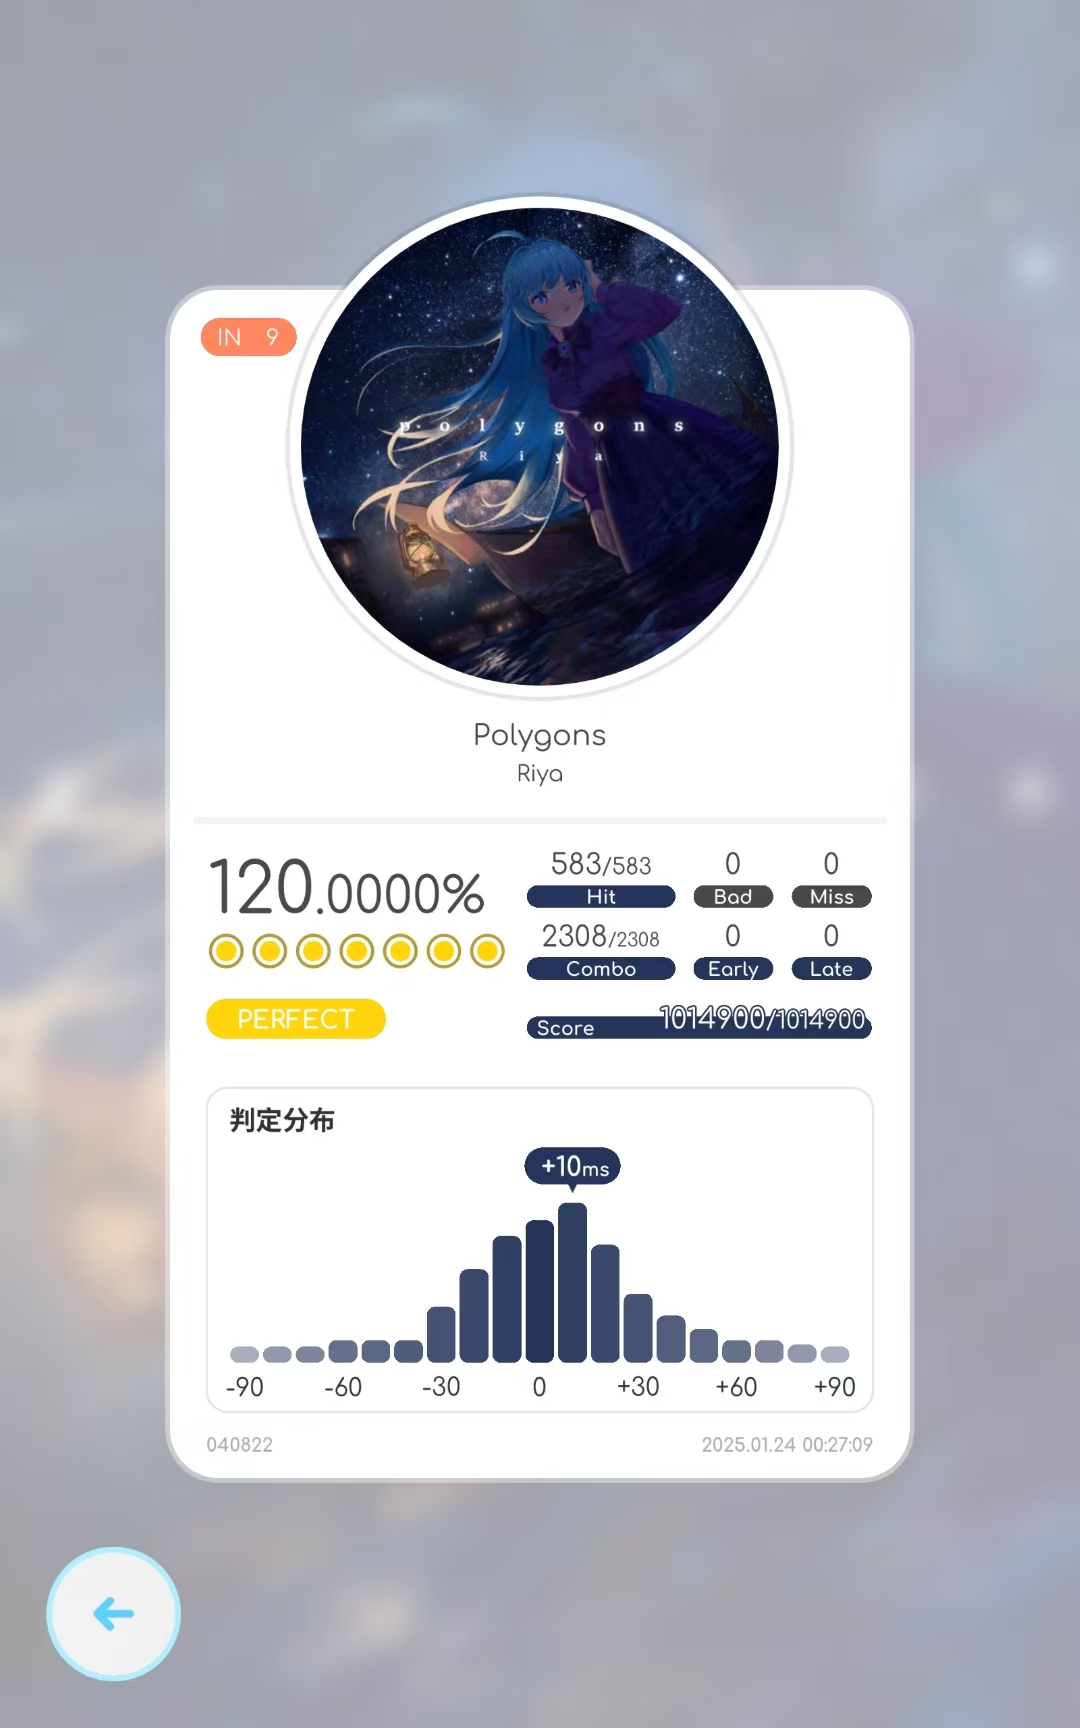 IN 9
polygons
Riya
Polygons
Riya
120.0000%
583/583 0 0
Hit Bad Miss
2308/2308 0 0
Combo Early Late
PERFECT
Score 1014900/1014900
判定分布
+10ms
-90 -60 -30 0 +30 +60 +90
040822 2025.01.24 00:27:09